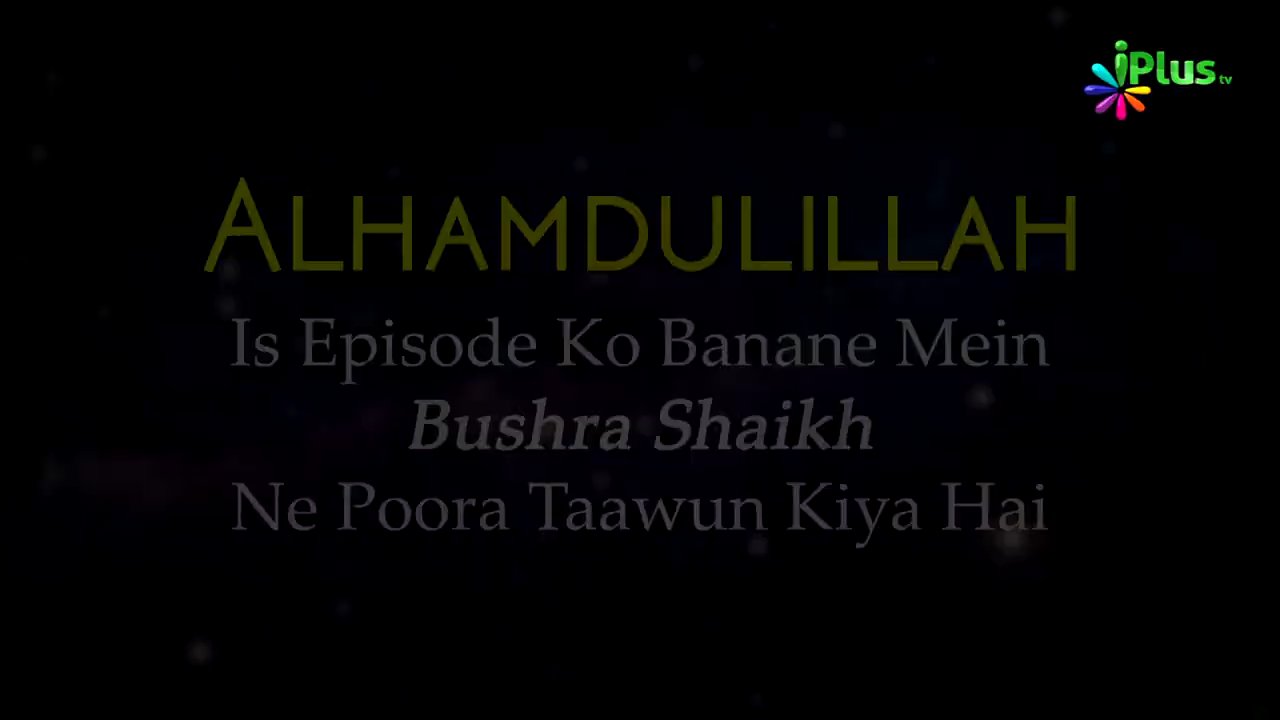 iPlus tv
ALHAMDULILLAH
Is Episode Ko Banane Mein
Bushra Shaikh
Ne Poora Taawun Kiya Hai